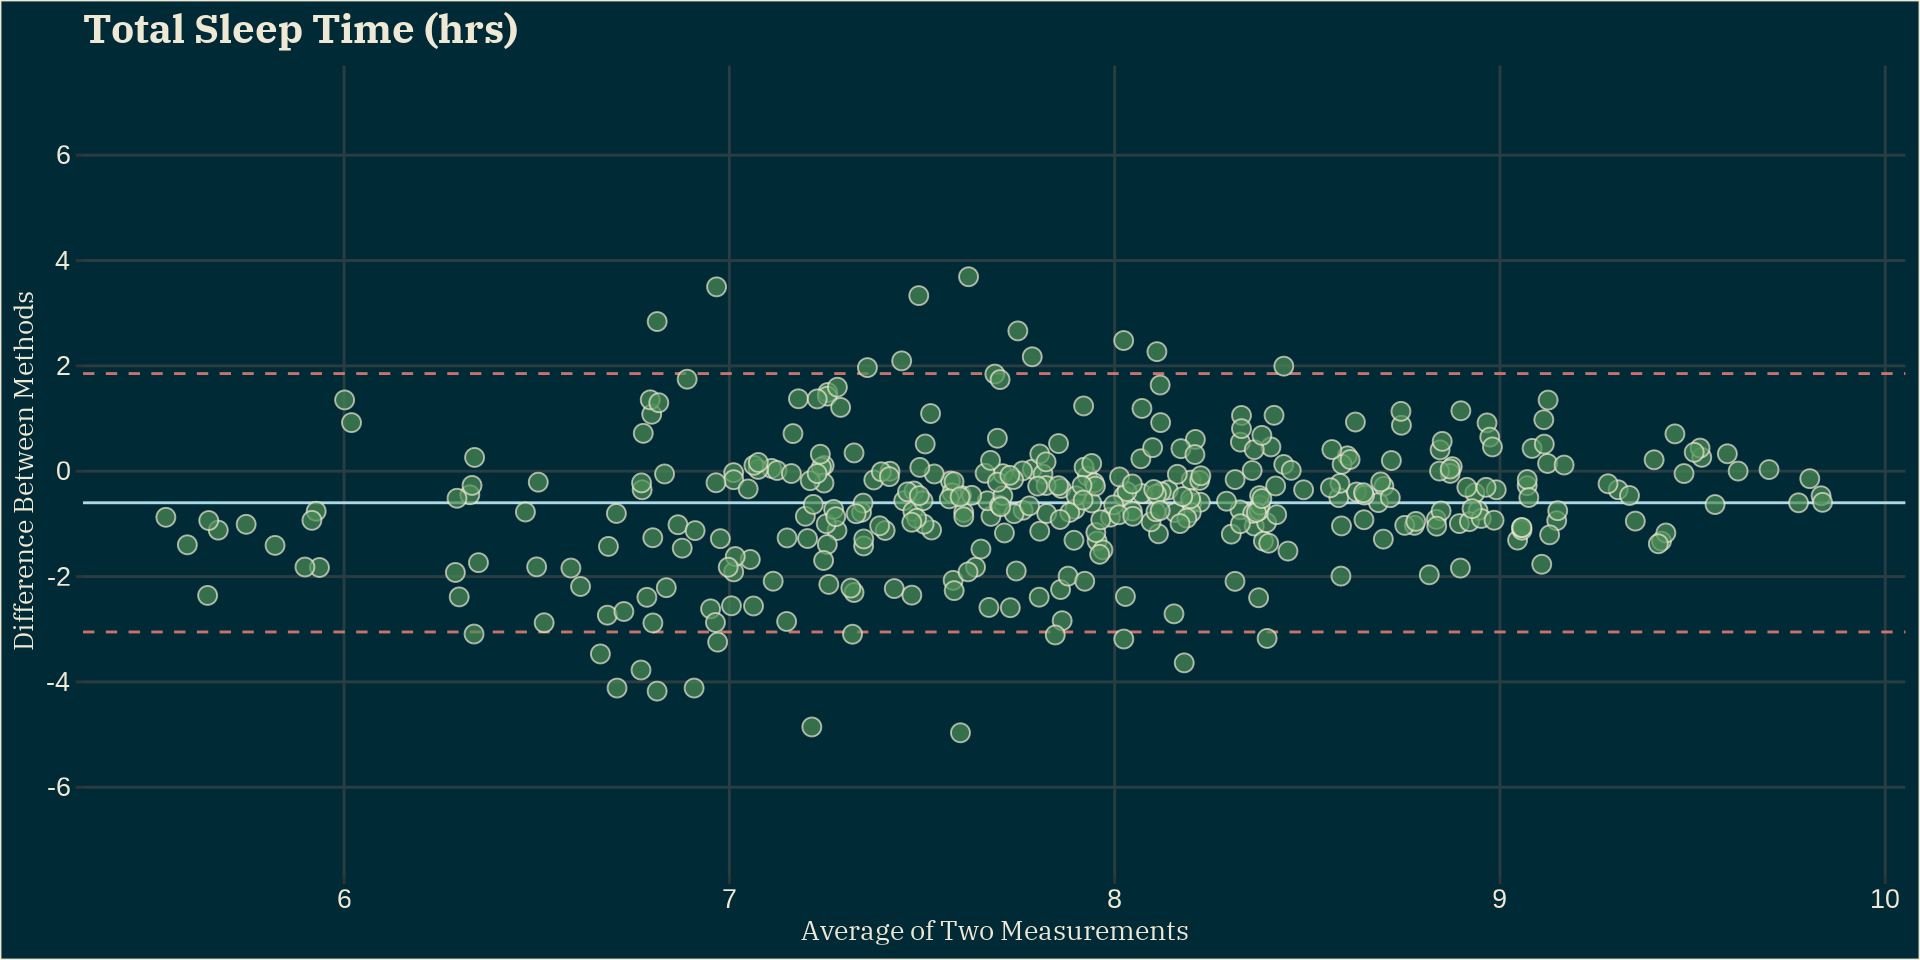 Total Sleep Time (hrs)
Difference Between Methods
6
4
2
0
-2
-4
-6
6 7 8 9 10
Average of Two Measurements